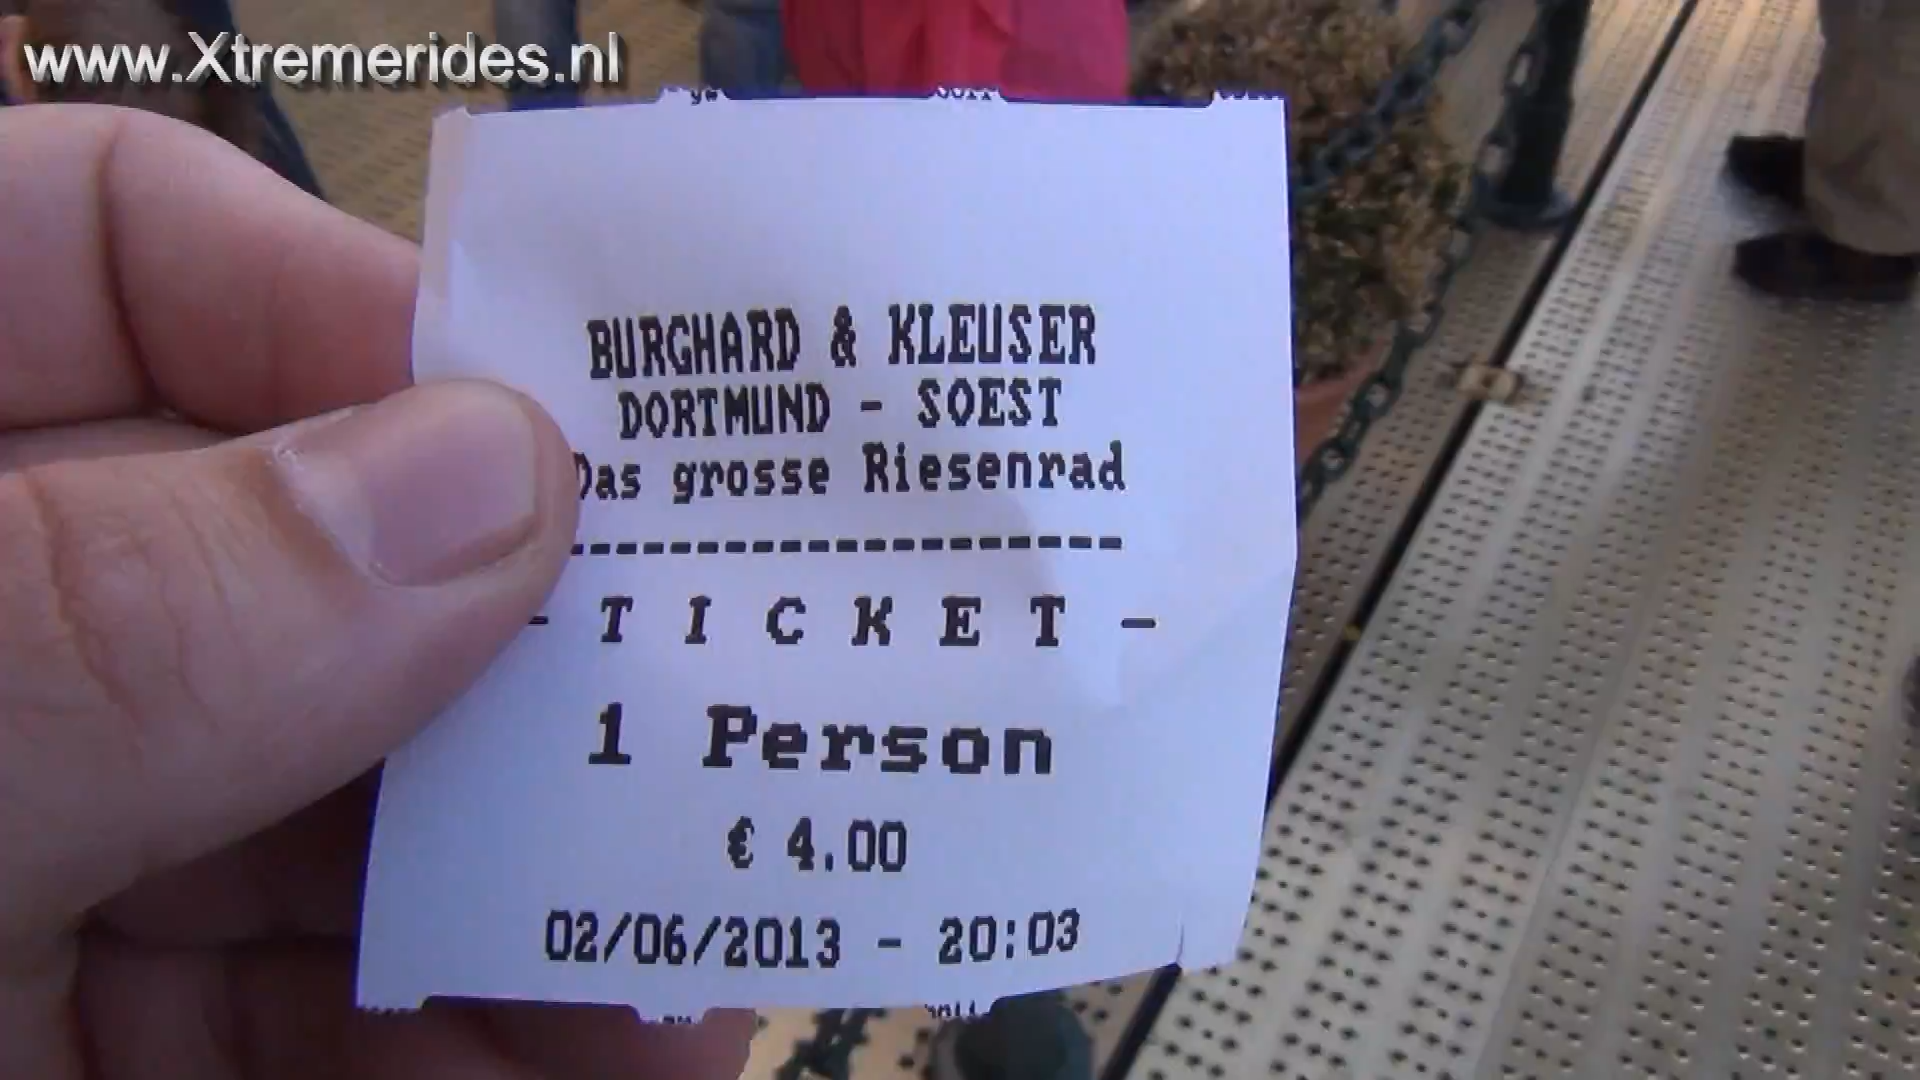 www.Xtremerides.nl
BURGHARD & KLEUSER
DORTMUND - SOEST
Das grosse Riesenrad
--------------------
- T I C K E T -
1 Person
€ 4.00
02/06/2013 - 20:03